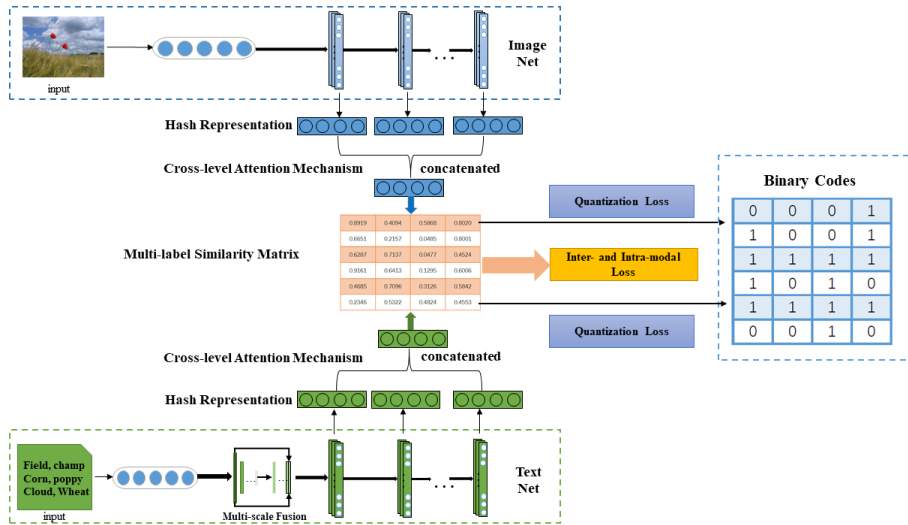 input
Image
Net
Hash Representation
Cross-level Attention Mechanism
concatenated
Multi-label Similarity Matrix
0.8919 0.4094 0.5868 0.8020
0.6651 0.2157 0.0485 0.8001
0.6287 0.7137 0.0477 0.4524
0.9161 0.6413 0.1295 0.6006
0.4685 0.7096 0.3126 0.5842
0.2346 0.5322 0.4824 0.4553
Quantization Loss
Inter- and Intra-modal
Loss
Quantization Loss
Binary Codes
0 0 0 1
1 0 0 1
1 1 1 1
1 0 1 0
1 1 1 1
0 0 1 0
Cross-level Attention Mechanism
concatenated
Hash Representation
Field, champ
Corn, poppy
Cloud, Wheat
input
Multi-scale Fusion
Text
Net